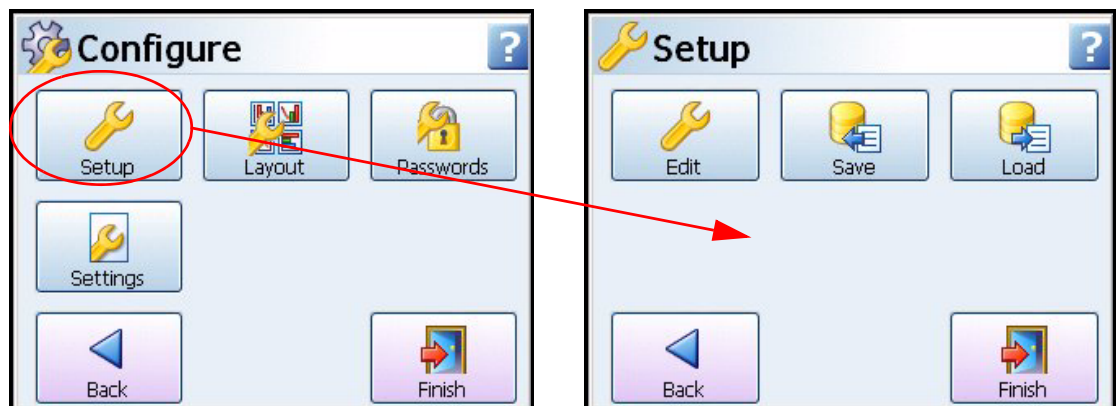 Configure
?
Setup
Layout
Passwords
Settings
Back
Finish
Setup
?
Edit
Save
Load
Back
Finish